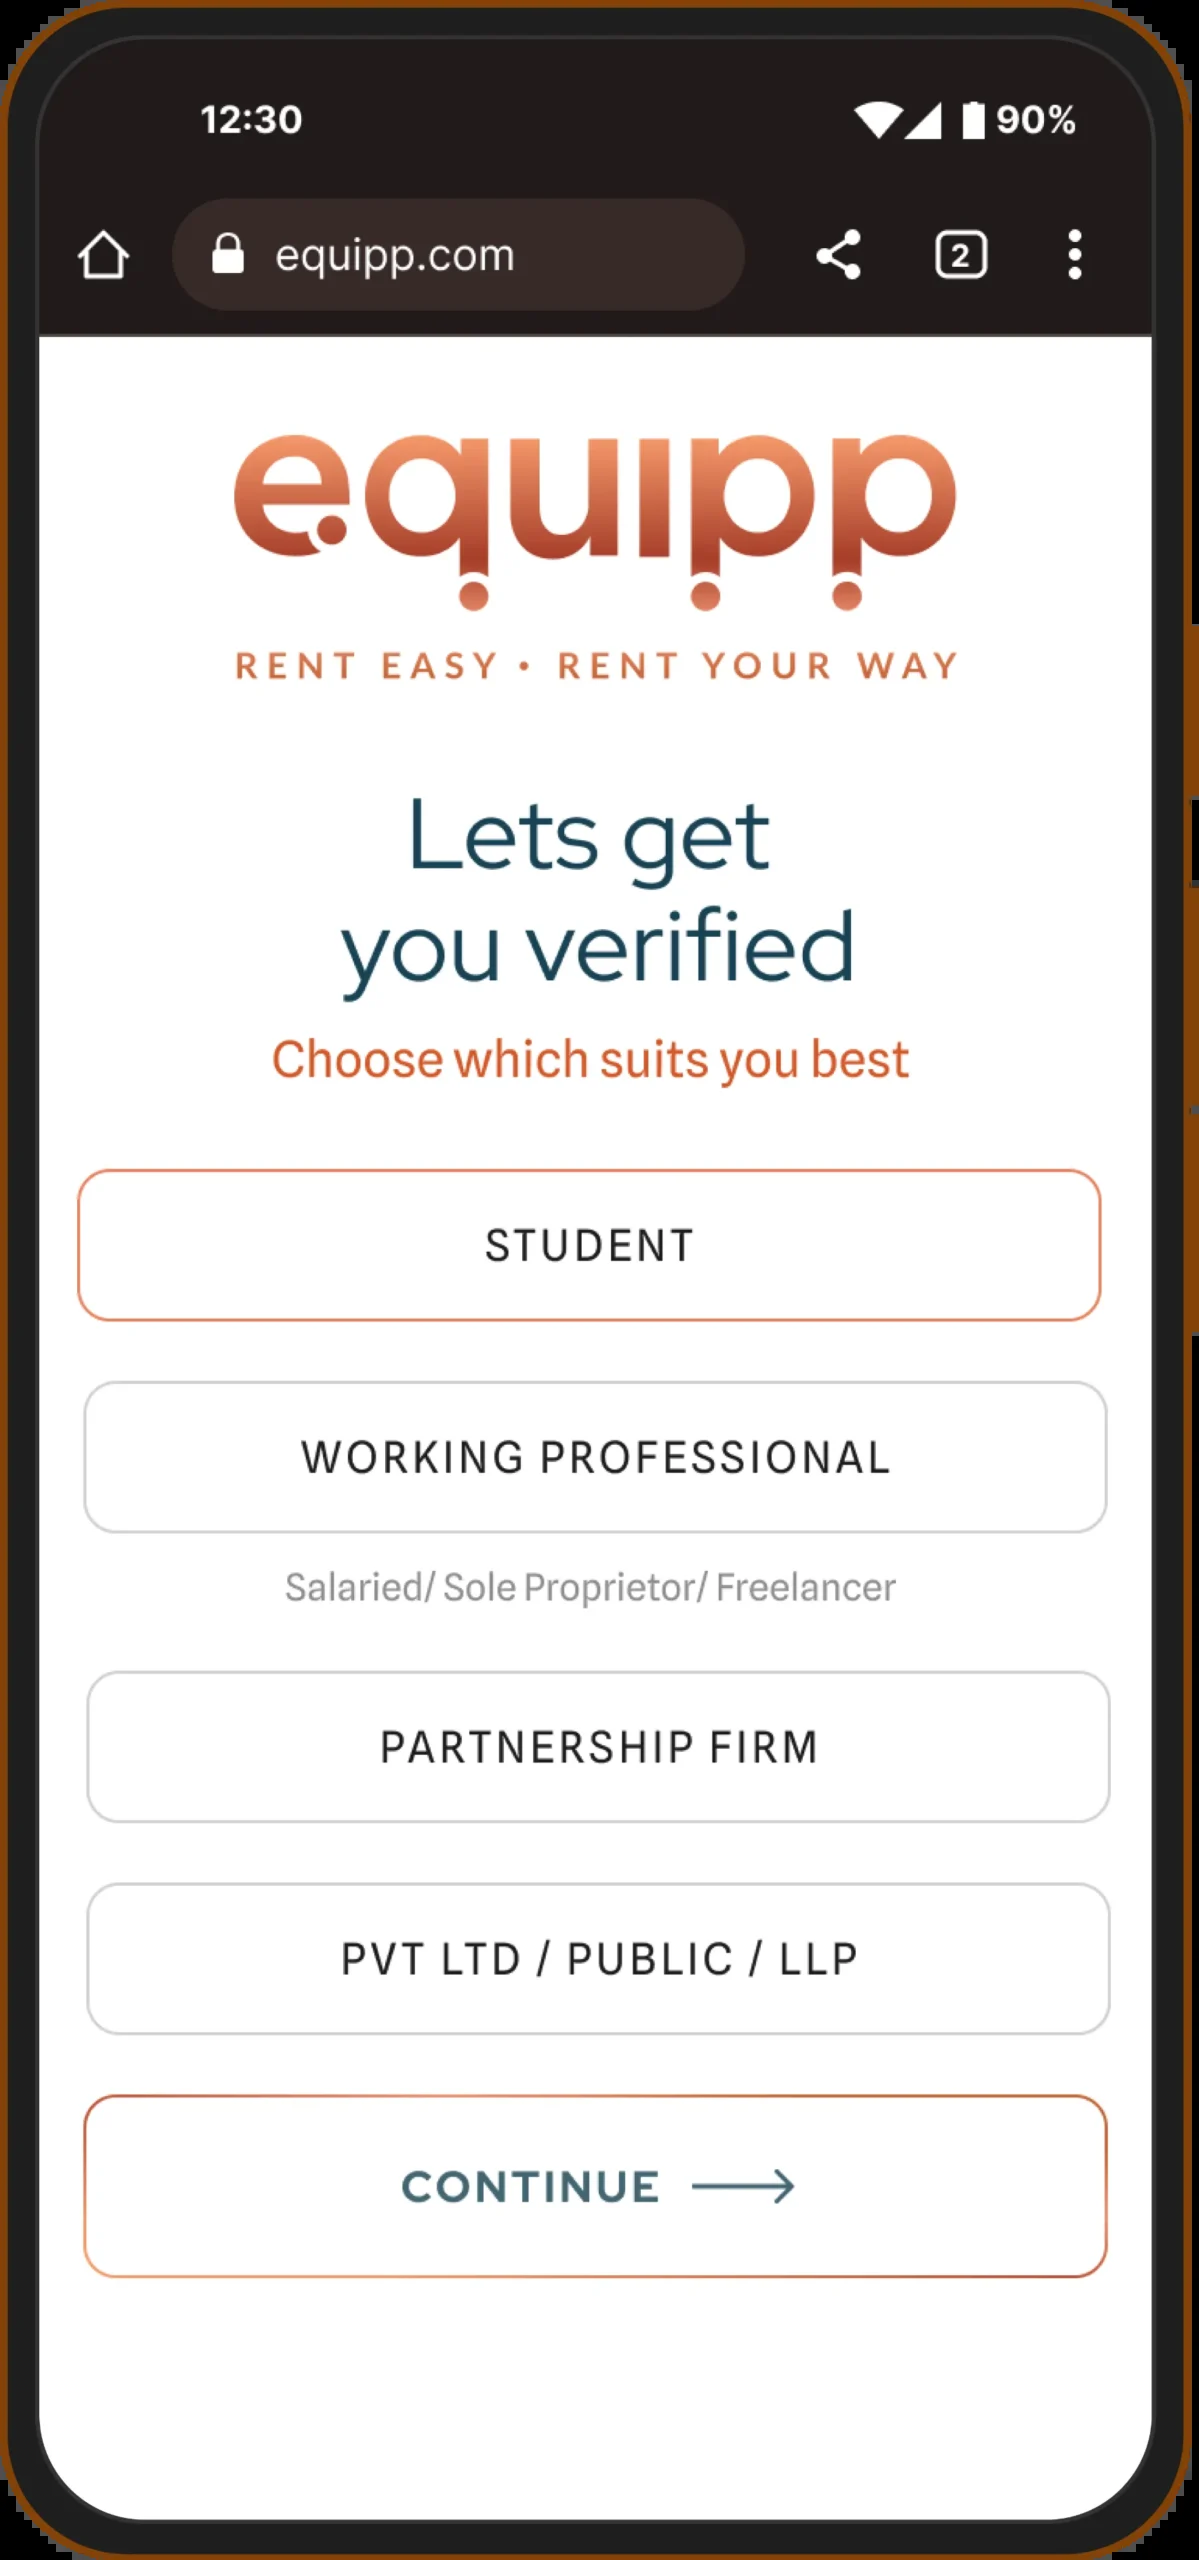 12:30 90%
equipp.com 2
equipp
RENT EASY • RENT YOUR WAY
Lets get
you verified
Choose which suits you best
STUDENT
WORKING PROFESSIONAL
Salaried/ Sole Proprietor/ Freelancer
PARTNERSHIP FIRM
PVT LTD / PUBLIC / LLP
CONTINUE